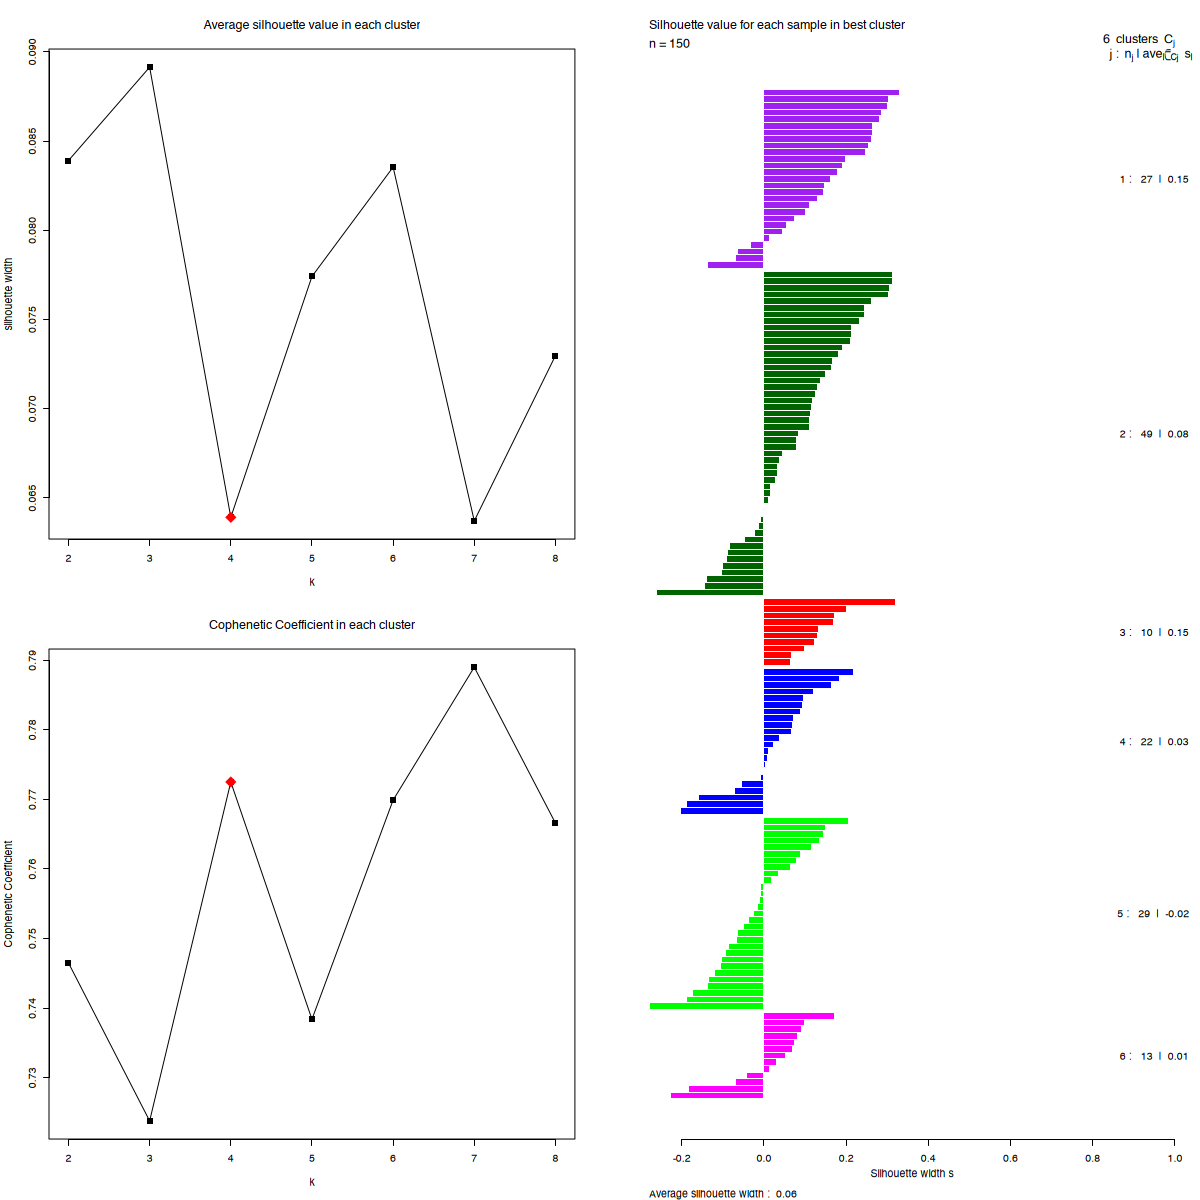 Average silhouette value in each cluster
silhouette width
0.090
0.085
0.080
0.075
0.070
0.065
2 3 4 5 6 7 8
k
Cophenetic Coefficient in each cluster
Cophenetic Coefficient
0.79
0.78
0.77
0.76
0.75
0.74
0.73
2 3 4 5 6 7 8
k
Silhouette value for each sample in best cluster
n = 150
6 clusters Cj
j : nj | avei∈Cj si
1 : 27 | 0.15
2 : 49 | 0.08
3 : 10 | 0.15
4 : 22 | 0.03
5 : 29 | -0.02
6 : 13 | 0.01
-0.2 0.0 0.2 0.4 0.6 0.8 1.0
Silhouette width s
Average silhouette width : 0.06